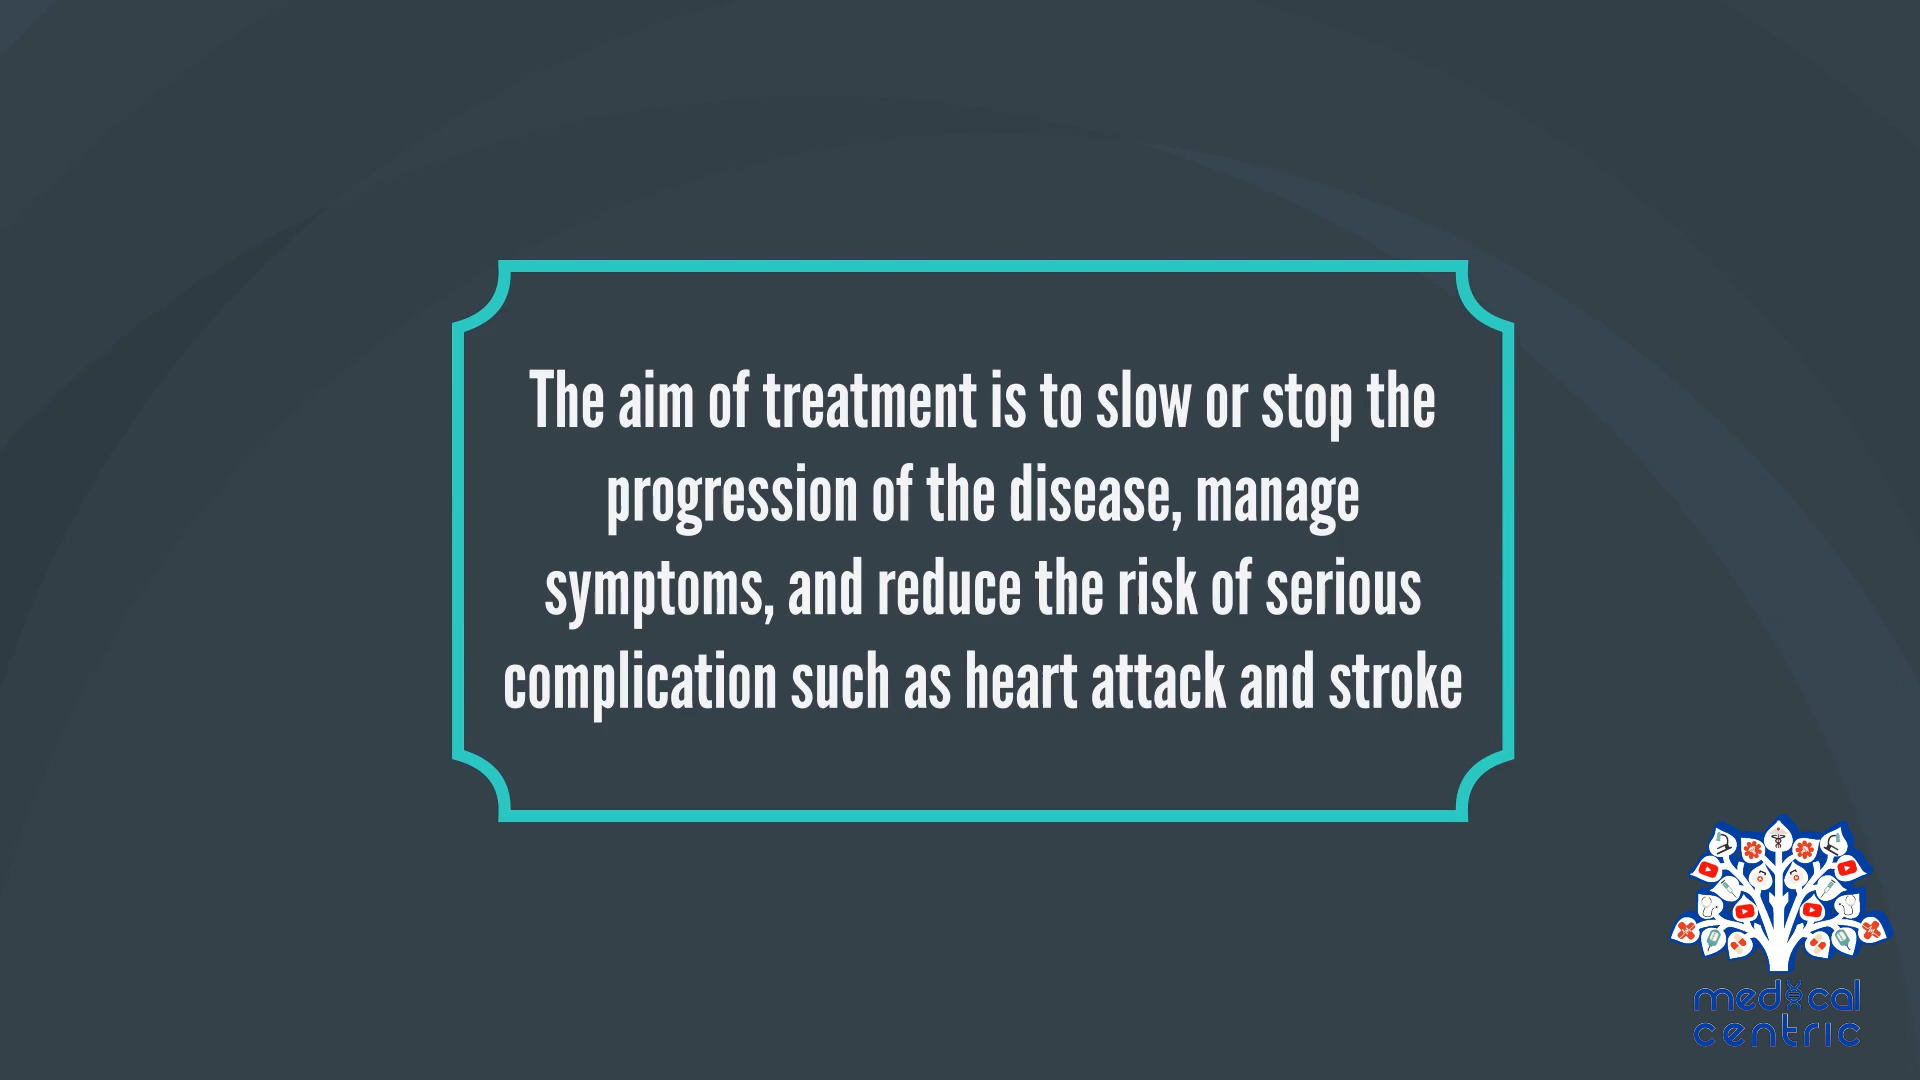 The aim of treatment is to slow or stop the
progression of the disease, manage
symptoms, and reduce the risk of serious
complication such as heart attack and stroke
medical
centric